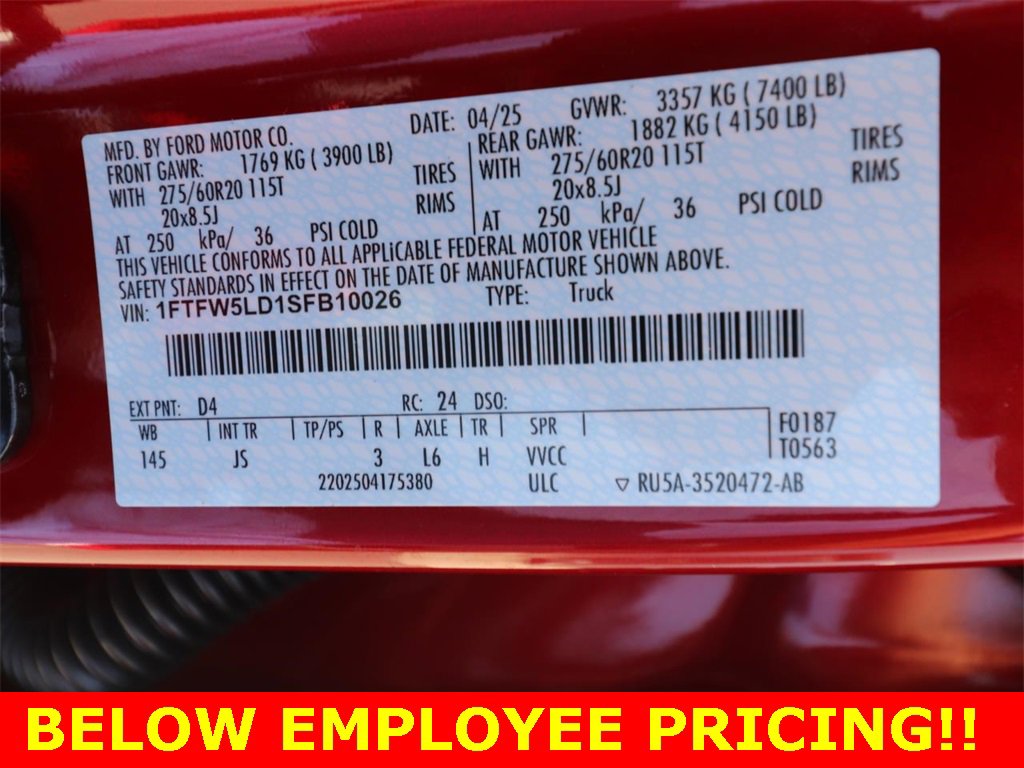 MFD. BY FORD MOTOR CO. DATE: 04/25 GVWR: 3357 KG ( 7400 LB)
FRONT GAWR: 1769 KG ( 3900 LB) REAR GAWR: 1882 KG ( 4150 LB)
WITH 275/60R20 115T TIRES WITH 275/60R20 115T TIRES
20x8.5J RIMS 20x8.5J RIMS
AT 250 kPa/ 36 PSI COLD AT 250 kPa/ 36 PSI COLD
THIS VEHICLE CONFORMS TO ALL APPLICABLE FEDERAL MOTOR VEHICLE
SAFETY STANDARDS IN EFFECT ON THE DATE OF MANUFACTURE SHOWN ABOVE.
VIN: 1FTFW5LD1SFB10026 TYPE: Truck
EXT PNT: D4 RC: 24 DSO:
WB INT TR TP/PS R AXLE TR SPR F0187
145 JS 3 L6 H VVCC T0563
2202504175380 ULC ▽ RU5A-3520472-AB
BELOW EMPLOYEE PRICING!!